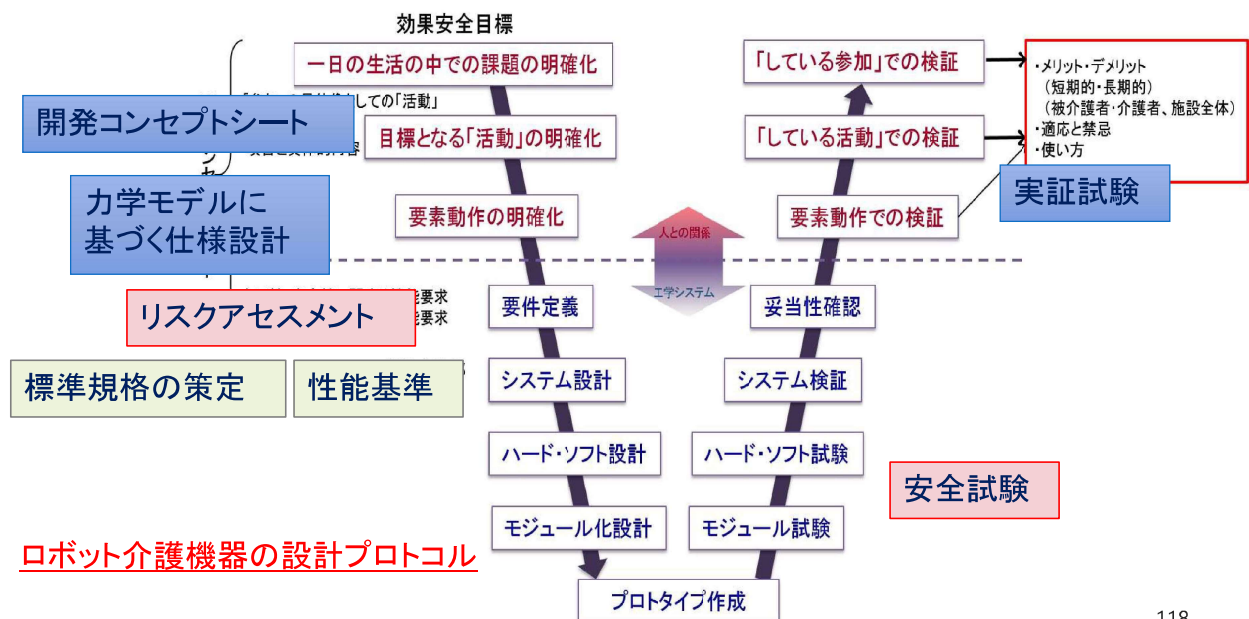 効果安全目標
一日の生活の中での課題の明確化
「している参加」での検証
・メリット・デメリット
（短期的・長期的）
（被介護者・介護者、施設全体）
・適応と禁忌
・使い方
しての「活動」
開発コンセプトシート
目標となる「活動」の明確化
「している活動」での検証
力学モデルに
基づく仕様設計
要素動作の明確化
要素動作での検証
実証試験
人との関係
工学システム
能要求
能要求
リスクアセスメント
要件定義
妥当性確認
標準規格の策定
性能基準
システム設計
システム検証
ハード・ソフト設計
ハード・ソフト試験
安全試験
モジュール化設計
モジュール試験
ロボット介護機器の設計プロトコル
プロトタイプ作成
118